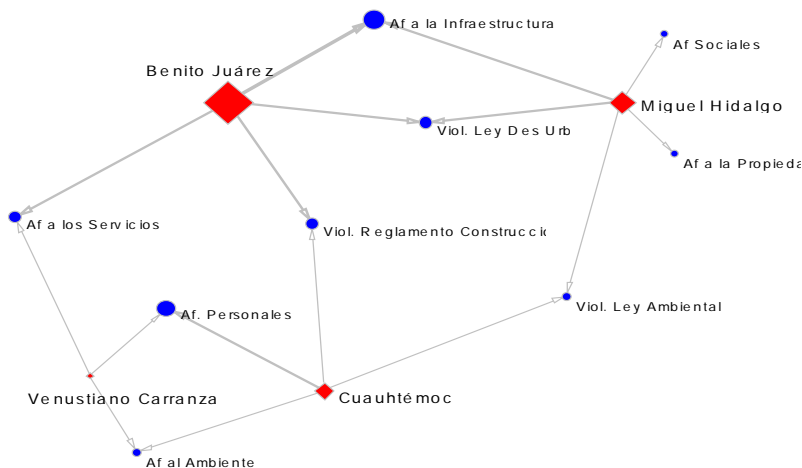 Af a la Infraestructura
Af Sociales
Benito Juárez
Miguel Hidalgo
Viol. Ley Des Urb
Af a la Propieda
Af a los Servicios
Viol. Reglamento Construcci
Viol. Ley Ambiental
Af. Personales
Venustiano Carranza
Cuauhtémoc
Af al Ambiente